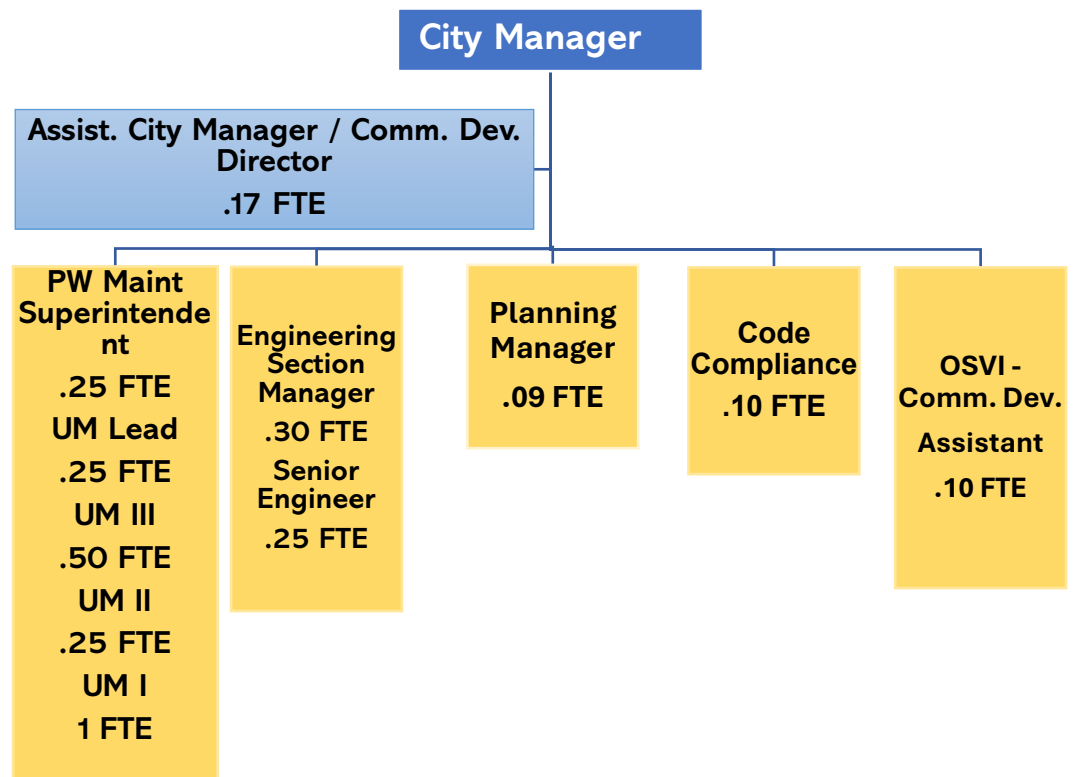 City Manager
Assist. City Manager / Comm. Dev.
Director
.17 FTE
PW Maint
Superintende
nt
.25 FTE
UM Lead
.25 FTE
UM III
.50 FTE
UM II
.25 FTE
UM I
1 FTE
Engineering
Section
Manager
.30 FTE
Senior
Engineer
.25 FTE
Planning
Manager
.09 FTE
Code
Compliance
.10 FTE
OSVI -
Comm. Dev.
Assistant
.10 FTE